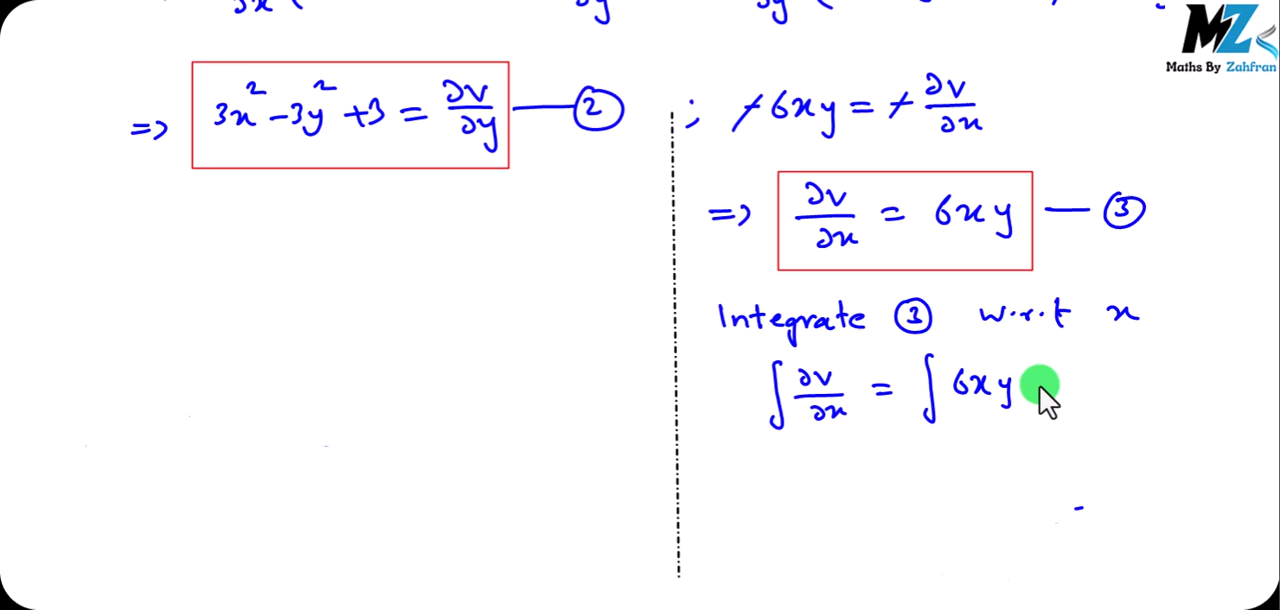 MZ
Maths By Zahfran
=> 3x² - 3y² + 3 = ∂v/∂y — ②
; -6xy = -∂v/∂x
=> ∂v/∂x = 6xy — ③
Integrate ③ w.r.t x
∫ ∂v/∂x = ∫ 6xy